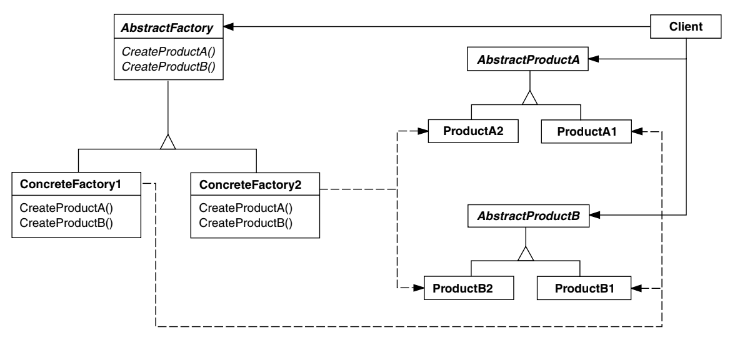 AbstractFactory
CreateProductA()
CreateProductB()
Client
AbstractProductA
ProductA2
ProductA1
ConcreteFactory1
CreateProductA()
CreateProductB()
ConcreteFactory2
CreateProductA()
CreateProductB()
AbstractProductB
ProductB2
ProductB1